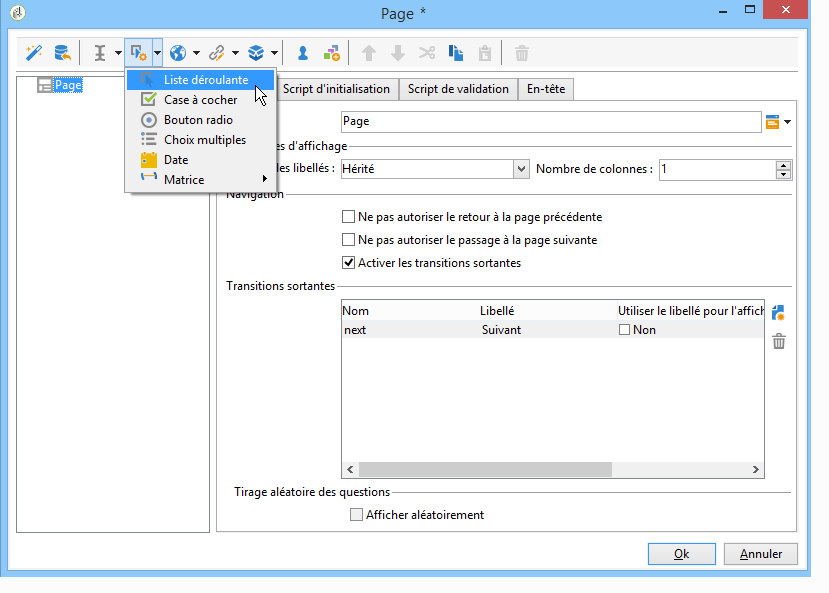 Page *
Liste déroulante
Case à cocher
Bouton radio
Choix multiples
Date
Matrice
Page
Script d'initialisation
Script de validation
En-tête
Page
es d'affichage
les libellés :
Hérité
Nombre de colonnes :
1
Navigation
Ne pas autoriser le retour à la page précédente
Ne pas autoriser le passage à la page suivante
Activer les transitions sortantes
Transitions sortantes
Nom Libellé Utiliser le libellé pour l'affich
next Suivant Non
Tirage aléatoire des questions
Afficher aléatoirement
Ok
Annuler